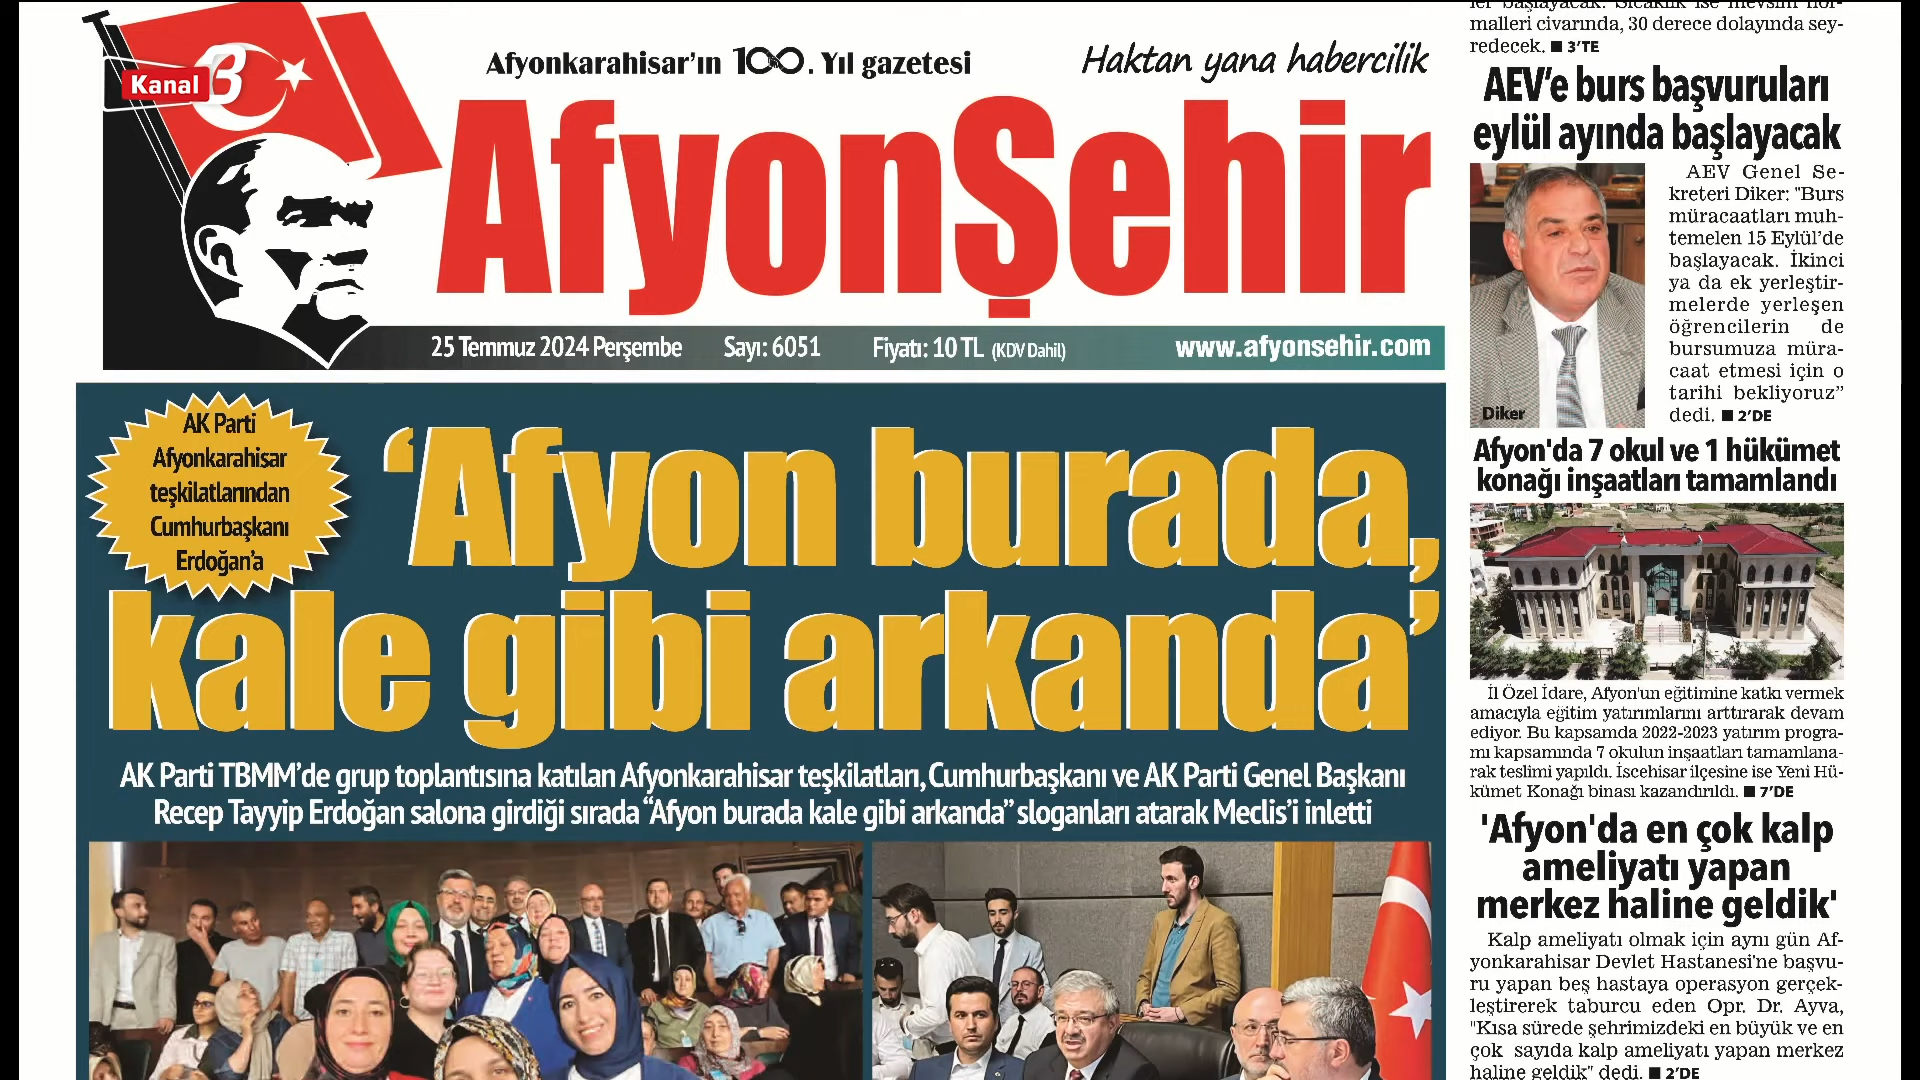 Kanal 3
Afyonkarahisar’ın 100. Yıl gazetesi
Haktan yana habercilik
AfyonŞehir
25 Temmuz 2024 Perşembe Sayı: 6051 Fiyatı: 10 TL (KDV Dahil) www.afyonsehir.com
AK Parti
Afyonkarahisar
teşkilatlarından
Cumhurbaşkanı
Erdoğan’a
‘Afyon burada,
kale gibi arkanda’
AK Parti TBMM’de grup toplantısına katılan Afyonkarahisar teşkilatları, Cumhurbaşkanı ve AK Parti Genel Başkanı
Recep Tayyip Erdoğan salona girdiği sırada “Afyon burada kale gibi arkanda” sloganları atarak Meclis’i inletti
ler başlayacak. Sıcaklık ise mevsim nor-
malleri civarında, 30 derece dolayında sey-
redecek. ■ 3’TE
AEV’e burs başvuruları
eylül ayında başlayacak
AEV Genel Se-
kreteri Diker: "Burs
müracaatları muh-
temelen 15 Eylül’de
başlayacak. İkinci
ya da ek yerleştir-
melerde yerleşen
öğrencilerin de
bursumuza müra-
caat etmesi için o
tarihi bekliyoruz”
dedi. ■ 2’DE
Diker
Afyon'da 7 okul ve 1 hükümet
konağı inşaatları tamamlandı
İl Özel İdare, Afyon'un eğitimine katkı vermek
amacıyla eğitim yatırımlarını arttırarak devam
ediyor. Bu kapsamda 2022-2023 yatırım progra-
mı kapsamında 7 okulun inşaatları tamamlana-
rak teslimi yapıldı. İscehisar ilçesine ise Yeni Hü-
kümet Konağı binası kazandırıldı. ■ 7’DE
'Afyon'da en çok kalp
ameliyatı yapan
merkez haline geldik'
Kalp ameliyatı olmak için aynı gün Af-
yonkarahisar Devlet Hastanesi'ne başvu-
ru yapan beş hastaya operasyon gerçek-
leştirerek taburcu eden Opr. Dr. Ayva,
"Kısa sürede şehrimizdeki en büyük ve en
çok sayıda kalp ameliyatı yapan merkez
haline geldik" dedi. ■ 2’DE